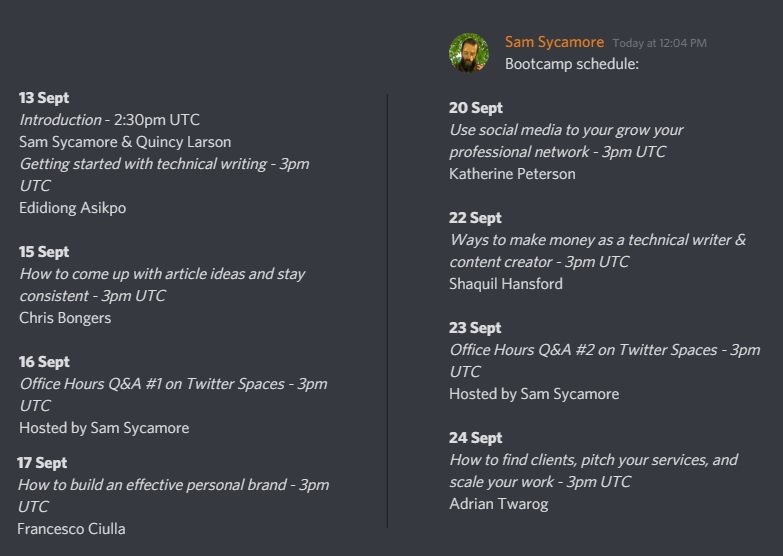 Sam Sycamore Today at 12:04 PM
Bootcamp schedule:
13 Sept
Introduction - 2:30pm UTC
Sam Sycamore & Quincy Larson
Getting started with technical writing - 3pm
UTC
Edidiong Asikpo
15 Sept
How to come up with article ideas and stay
consistent - 3pm UTC
Chris Bongers
16 Sept
Office Hours Q&A #1 on Twitter Spaces - 3pm
UTC
Hosted by Sam Sycamore
17 Sept
How to build an effective personal brand - 3pm
UTC
Francesco Ciulla
20 Sept
Use social media to your grow your
professional network - 3pm UTC
Katherine Peterson
22 Sept
Ways to make money as a technical writer &
content creator - 3pm UTC
Shaquil Hansford
23 Sept
Office Hours Q&A #2 on Twitter Spaces - 3pm
UTC
Hosted by Sam Sycamore
24 Sept
How to find clients, pitch your services, and
scale your work - 3pm UTC
Adrian Twarog